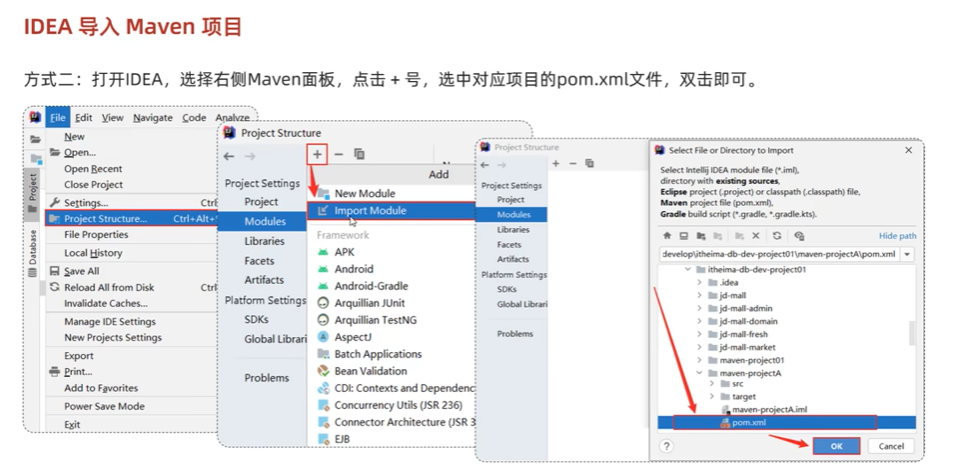 IDEA 导入 Maven 项目
方式二：打开IDEA，选择右侧Maven面板，点击 + 号，选中对应项目的pom.xml文件，双击即可。
File Edit View Navigate Code Analyze
New
Open...
Open Recent
Close Project
Settings... Ctrl
Project Structure... Ctrl+Alt+
File Properties
Local History
Save All
Reload All from Disk Ctrl
Invalidate Caches...
Manage IDE Settings
New Projects Settings
Export
Print...
Add to Favorites
Power Save Mode
Exit
Project
Database
Project Structure
Project Settings
Project
Modules
Libraries
Facets
Artifacts
Platform Settings
SDKs
Global Librari
Problems
Add
New Module
Import Module
Framework
APK
Android
Android-Gradle
Arquillian JUnit
Arquillian TestNG
AspectJ
Batch Applications
Bean Validation
CDI: Contexts and Dependenc
Concurrency Utils (JSR 236)
Connector Architecture (JSR 3
EJB
Project Structure
Project Settings
Project
Modules
Libraries
Facets
Artifacts
Platform Settings
SDKs
Global Librari
Problems
Select File or Directory to Import
Select Intellij IDEA module file (*.iml),
directory with existing sources,
Eclipse project (.project) or classpath (.classpath) file,
Maven project file (pom.xml),
Gradle build script (*.gradle, *.gradle.kts).
Hide path
develop\itheima-db-dev-project01\maven-projectA\pom.xml
itheima-db-dev-project01
.idea
jd-mall
jd-mall-admin
jd-mall-domain
jd-mall-fresh
jd-mall-market
maven-project01
maven-projectA
src
target
maven-projectA.iml
pom.xml
? OK Cancel